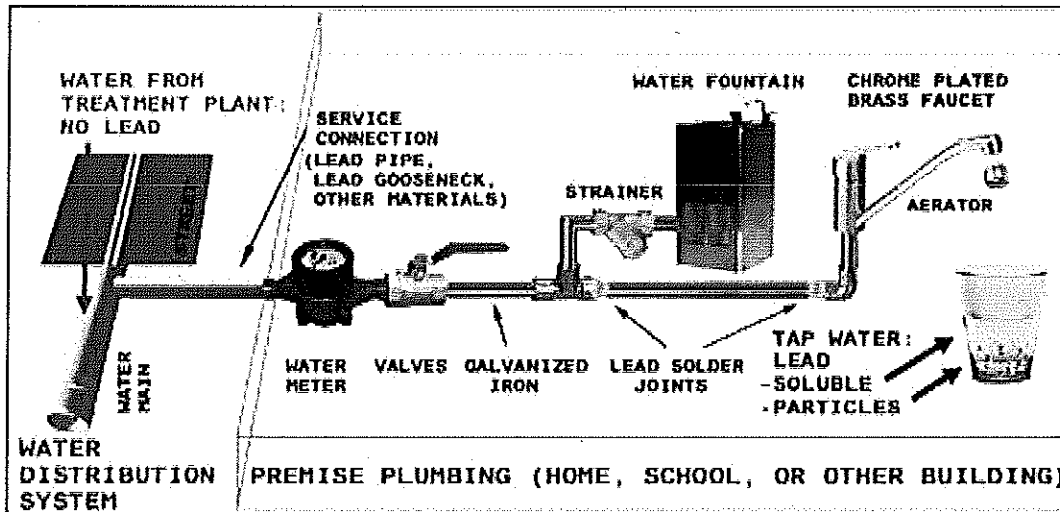 WATER FROM
TREATMENT PLANT:
NO LEAD
SERVICE
CONNECTION
(LEAD PIPE,
LEAD GOOSENECK,
OTHER MATERIALS)
WATER FOUNTAIN
CHROME PLATED
BRASS FAUCET
STRAINER
AERATOR
STREET
WATER
MAIN
WATER
METER
VALVES
GALVANIZED
IRON
LEAD SOLDER
JOINTS
TAP WATER:
LEAD
-SOLUBLE
-PARTICLES
WATER
DISTRIBUTION
SYSTEM
PREMISE PLUMBING (HOME, SCHOOL, OR OTHER BUILDING)